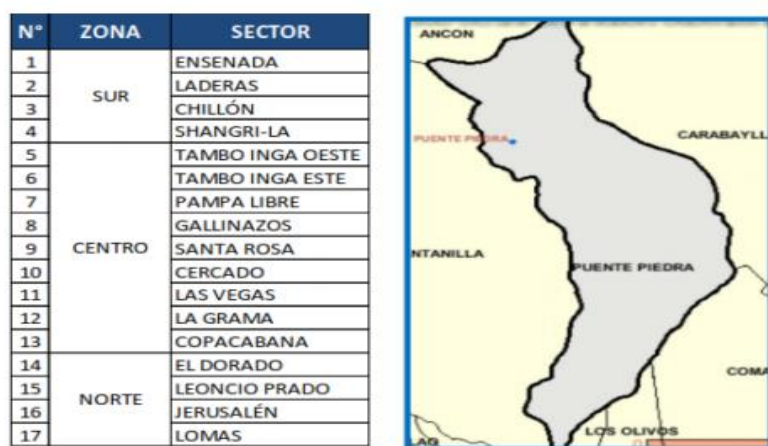 N° ZONA SECTOR
1 ENSENADA
2 LADERAS
SUR
3 CHILLÓN
4 SHANGRI-LA
5 TAMBO INGA OESTE
6 TAMBO INGA ESTE
7 PAMPA LIBRE
8 GALLINAZOS
9 CENTRO SANTA ROSA
10 CERCADO
11 LAS VEGAS
12 LA GRAMA
13 COPACABANA
14 EL DORADO
15 LEONCIO PRADO
NORTE
16 JERUSALÉN
17 LOMAS
ANCON
PUENTE PIEDRA
CARABAYLL
NTANILLA
PUENTE PIEDRA
COMA
LOS OLIVOS